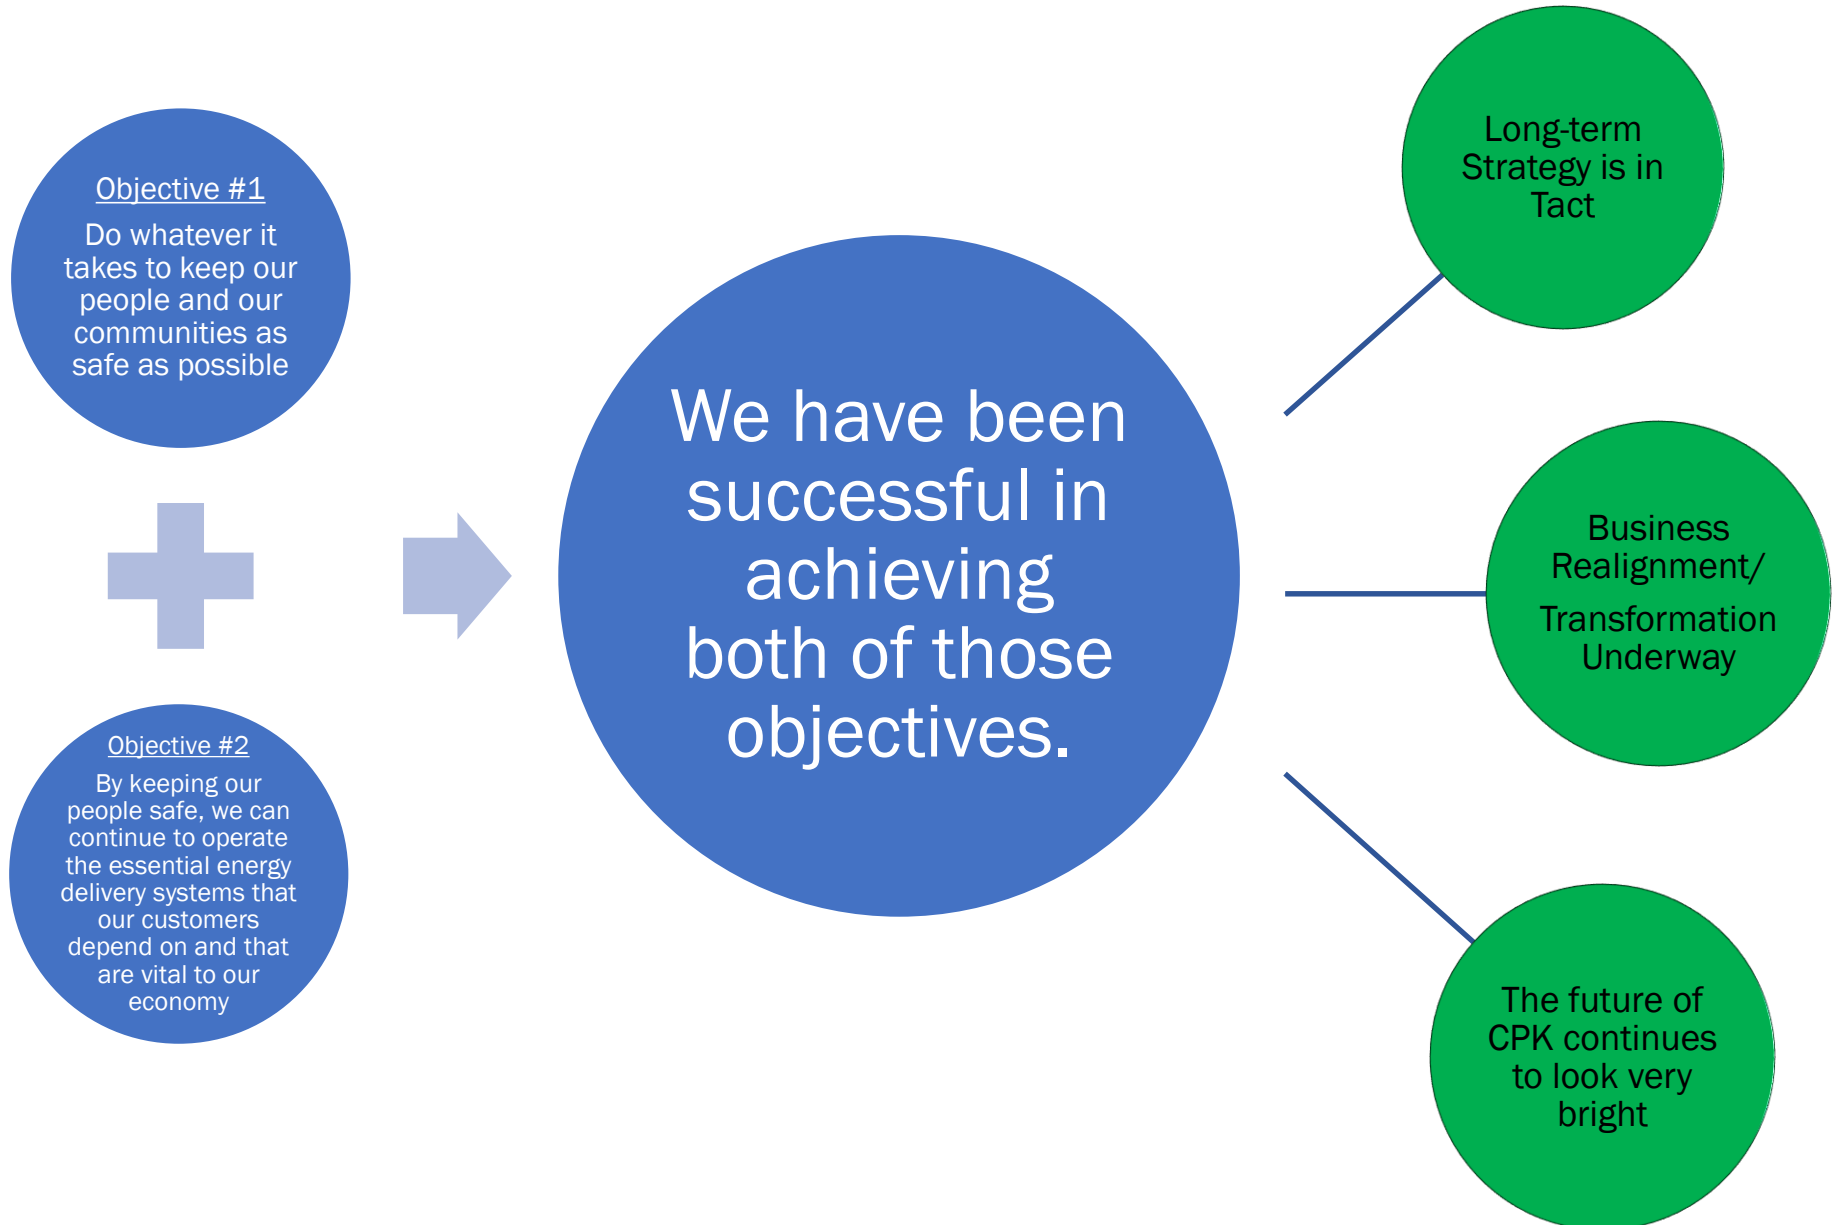 Objective #1
Do whatever it
takes to keep our
people and our
communities as
safe as possible
Objective #2
By keeping our
people safe, we can
continue to operate
the essential energy
delivery systems that
our customers
depend on and that
are vital to our
economy
We have been
successful in
achieving
both of those
objectives.
Long-term
Strategy is in
Tact
Business
Realignment/
Transformation
Underway
The future of
CPK continues
to look very
bright